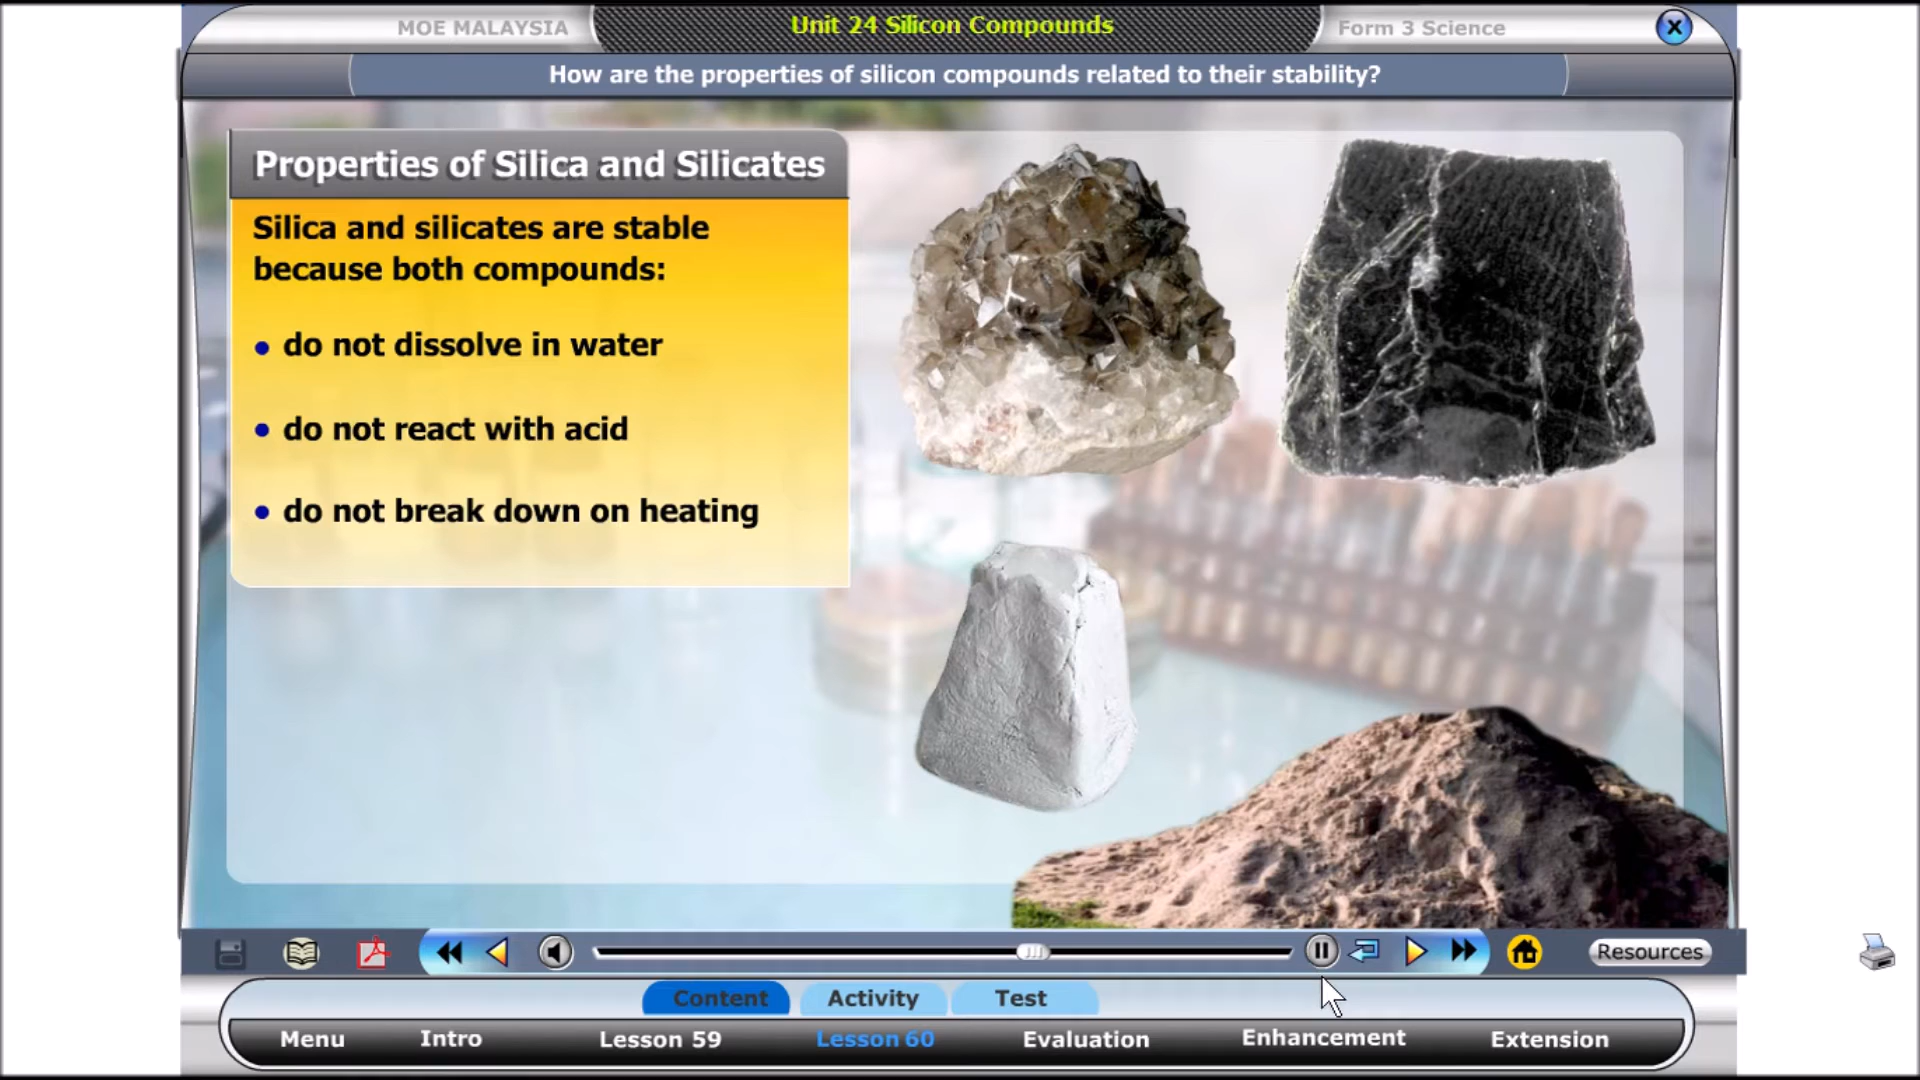 MOE MALAYSIA
Unit 24 Silicon Compounds
Form 3 Science
How are the properties of silicon compounds related to their stability?
Properties of Silica and Silicates
Silica and silicates are stable
because both compounds:
• do not dissolve in water
• do not react with acid
• do not break down on heating
Resources
Content
Activity
Test
Menu
Intro
Lesson 59
Lesson 60
Evaluation
Enhancement
Extension